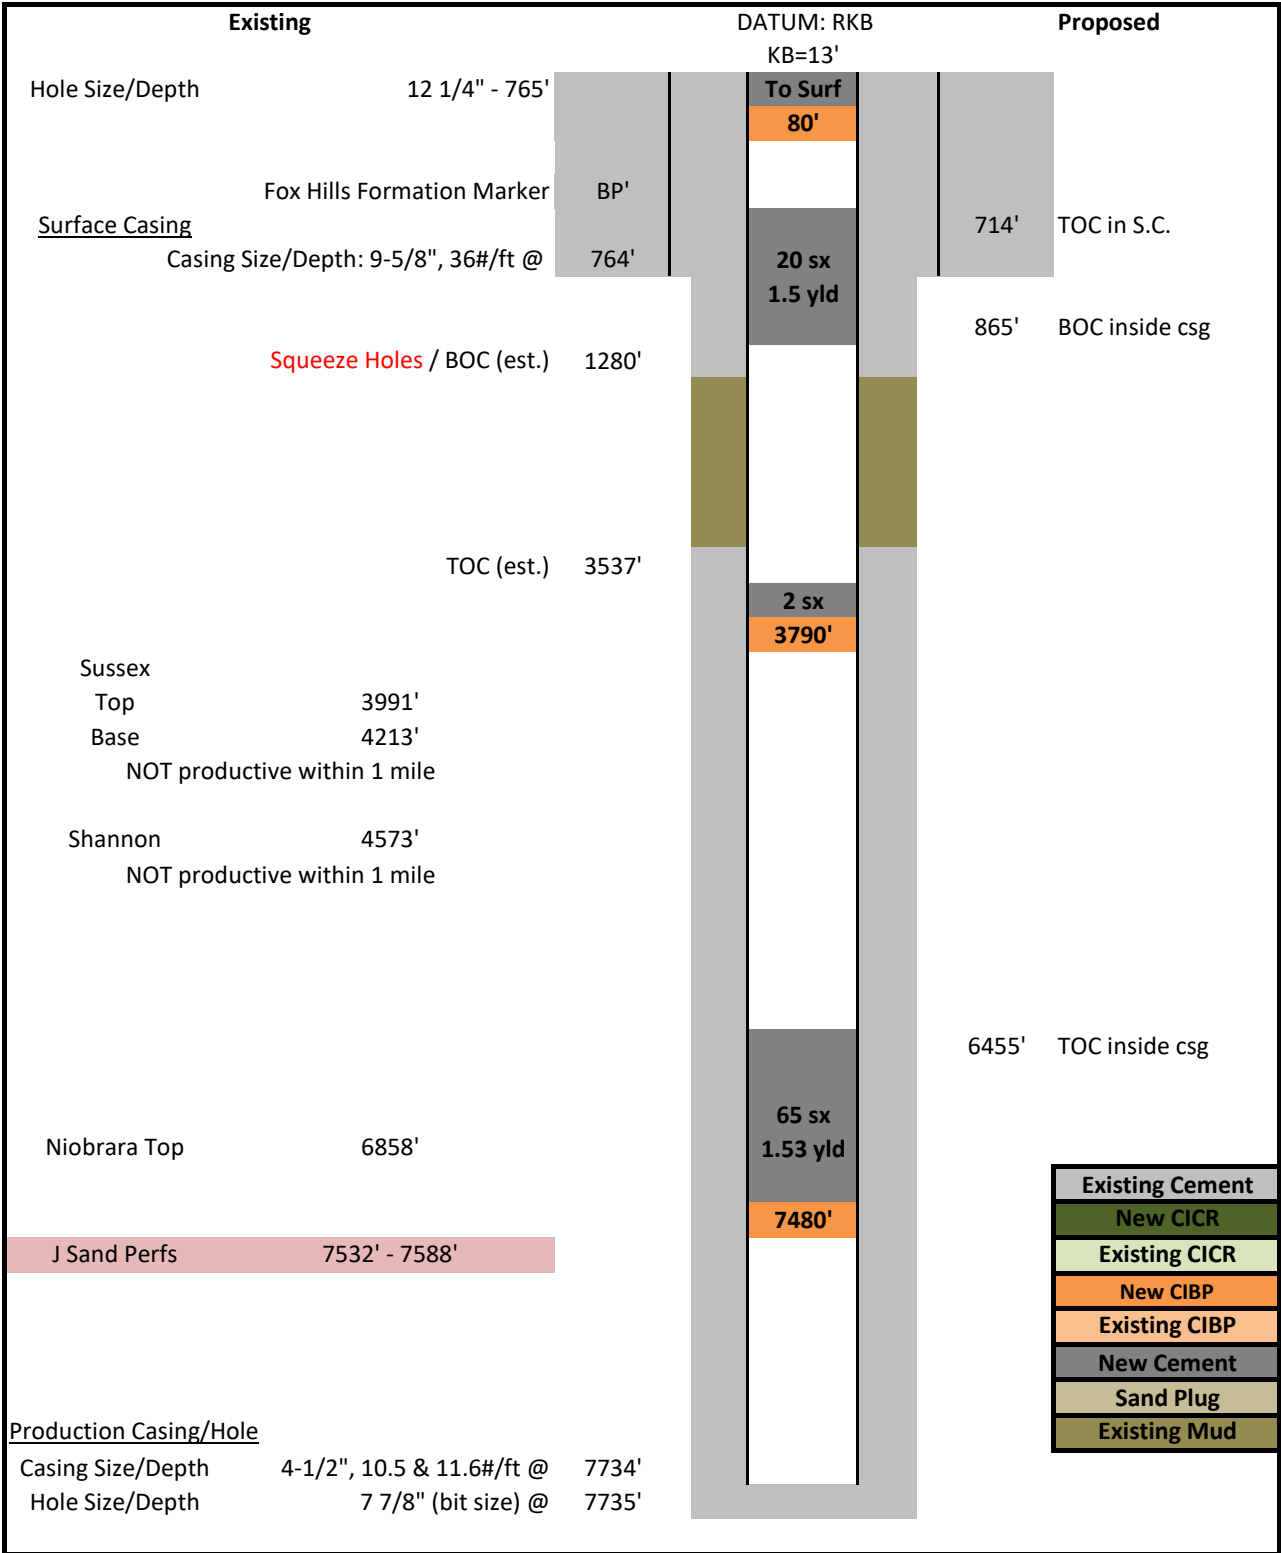 Existing DATUM: RKB Proposed
KB=13'
Hole Size/Depth 12 1/4" - 765' To Surf
80'
Fox Hills Formation Marker BP'
Surface Casing 714' TOC in S.C.
Casing Size/Depth: 9-5/8", 36#/ft @ 764' 20 sx
1.5 yld
865' BOC inside csg
Squeeze Holes / BOC (est.) 1280'
TOC (est.) 3537'
2 sx
3790'
Sussex
Top 3991'
Base 4213'
NOT productive within 1 mile
Shannon 4573'
NOT productive within 1 mile
6455' TOC inside csg
65 sx
Niobrara Top 6858' 1.53 yld
Existing Cement
7480' New CICR
J Sand Perfs 7532' - 7588' Existing CICR
New CIBP
Existing CIBP
New Cement
Sand Plug
Production Casing/Hole Existing Mud
Casing Size/Depth 4-1/2", 10.5 & 11.6#/ft @ 7734'
Hole Size/Depth 7 7/8" (bit size) @ 7735'